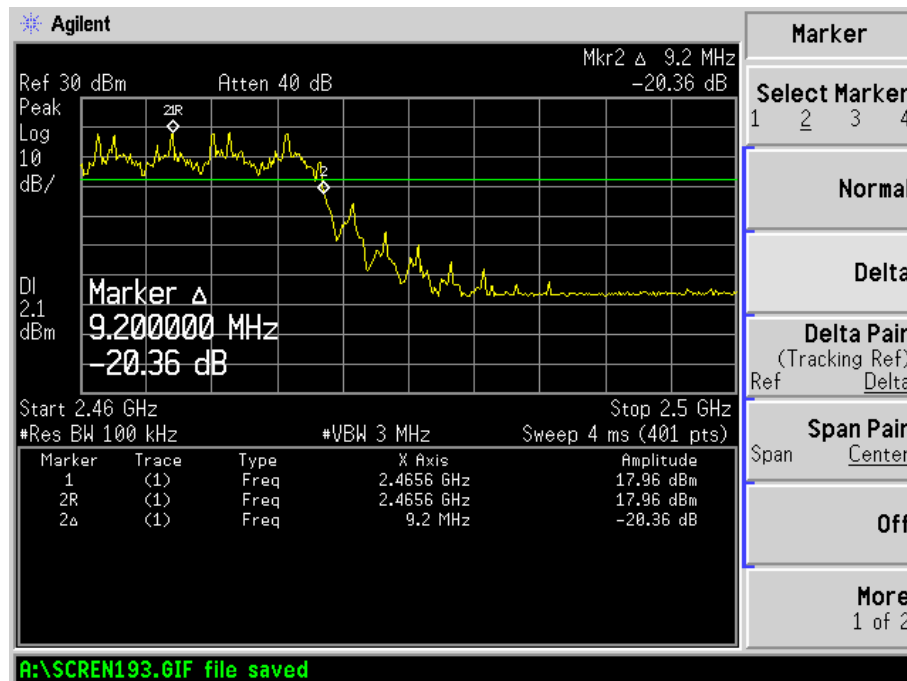 Agilent
Marker
Mkr2 Δ 9.2 MHz
Ref 30 dBm Atten 40 dB -20.36 dB
Peak
Log
10
dB/
21R
2
DI
2.1
dBm
Marker Δ
9.200000 MHz
-20.36 dB
Start 2.46 GHz Stop 2.5 GHz
#Res BW 100 kHz #VBW 3 MHz Sweep 4 ms (401 pts)
Marker Trace Type X Axis Amplitude
1 (1) Freq 2.4656 GHz 17.96 dBm
2R (1) Freq 2.4656 GHz 17.96 dBm
2Δ (1) Freq 9.2 MHz -20.36 dB
Select Marker
1 2 3 4
Normal
Delta
Delta Pair
(Tracking Ref)
Ref Delta
Span Pair
Span Center
Off
More
1 of 2
A:\SCREN193.GIF file saved